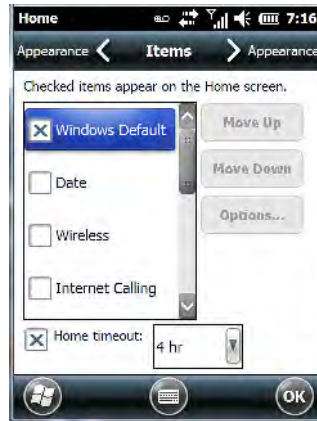 Home 7:16
Appearance Items Appearance
Checked items appear on the Home screen.
Windows Default
Move Up
Date
Move Down
Wireless
Options...
Internet Calling
Home timeout: 4 hr
OK